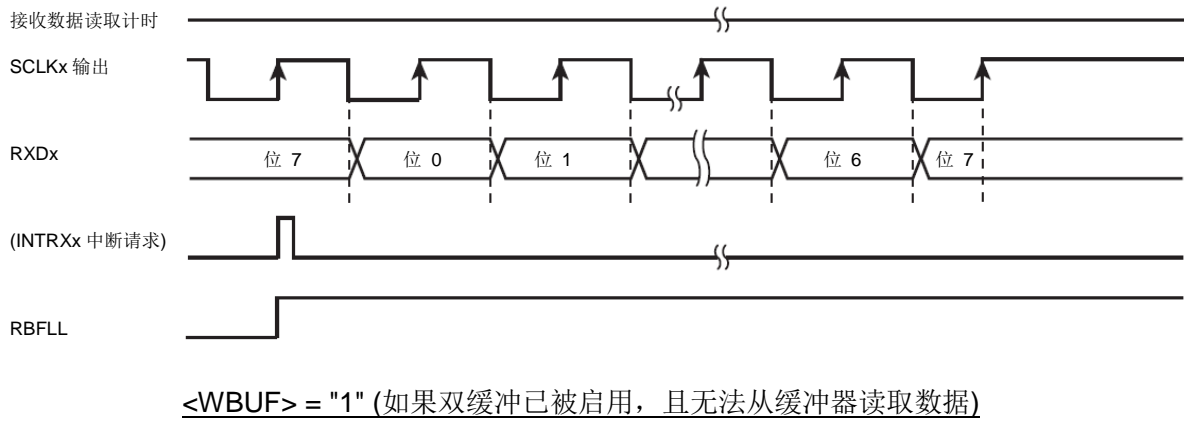 接收数据读取计时
SCLKx 输出
RXDx
位 7
位 0
位 1
位 6
位 7
(INTRXx 中断请求)
RBFLL
<WBUF> = "1" (如果双缓冲已被启用，且无法从缓冲器读取数据)